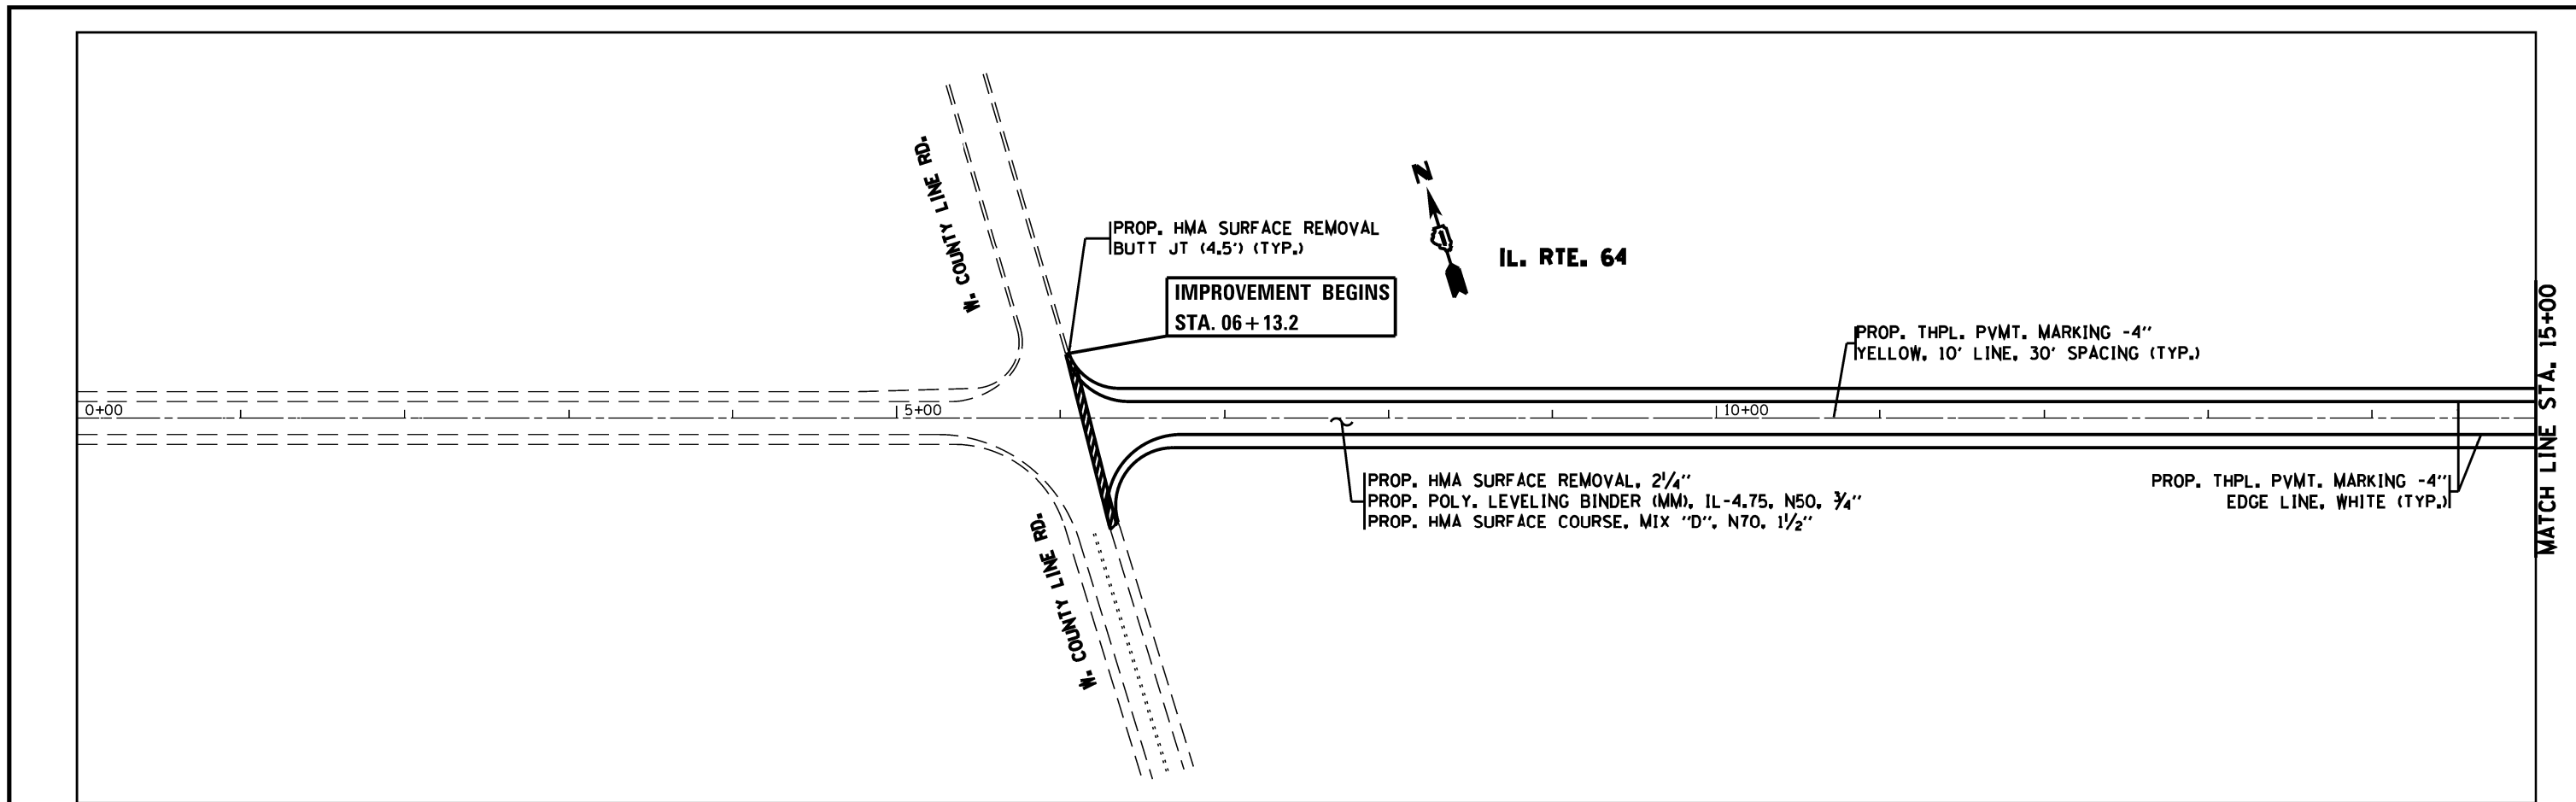 W. COUNTY LINE RD.
N
PROP. HMA SURFACE REMOVAL
BUTT JT (4.5') (TYP.)
IL. RTE. 64
IMPROVEMENT BEGINS
STA. 06+13.2
PROP. THPL. PVMT. MARKING -4"
YELLOW, 10' LINE, 30' SPACING (TYP.)
MATCH LINE STA. 15+00
0+00
5+00
10+00
PROP. HMA SURFACE REMOVAL, 2¼"
PROP. POLY. LEVELING BINDER (MM), IL-4.75, N50, ¾"
PROP. HMA SURFACE COURSE, MIX "D", N70, 1½"
PROP. THPL. PVMT. MARKING -4"
EDGE LINE, WHITE (TYP.)
W. COUNTY LINE RD.